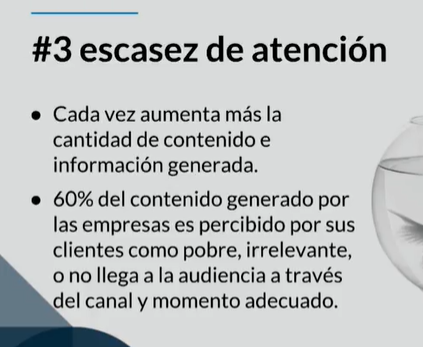 #3 escasez de atención
● Cada vez aumenta más la
cantidad de contenido e
información generada.
● 60% del contenido generado por
las empresas es percibido por sus
clientes como pobre, irrelevante,
o no llega a la audiencia a través
del canal y momento adecuado.